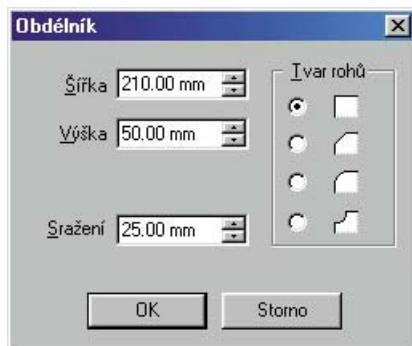 Obdélník
Šířka 210.00 mm
Výška 50.00 mm
Sražení 25.00 mm
Tvar rohů
OK
Storno